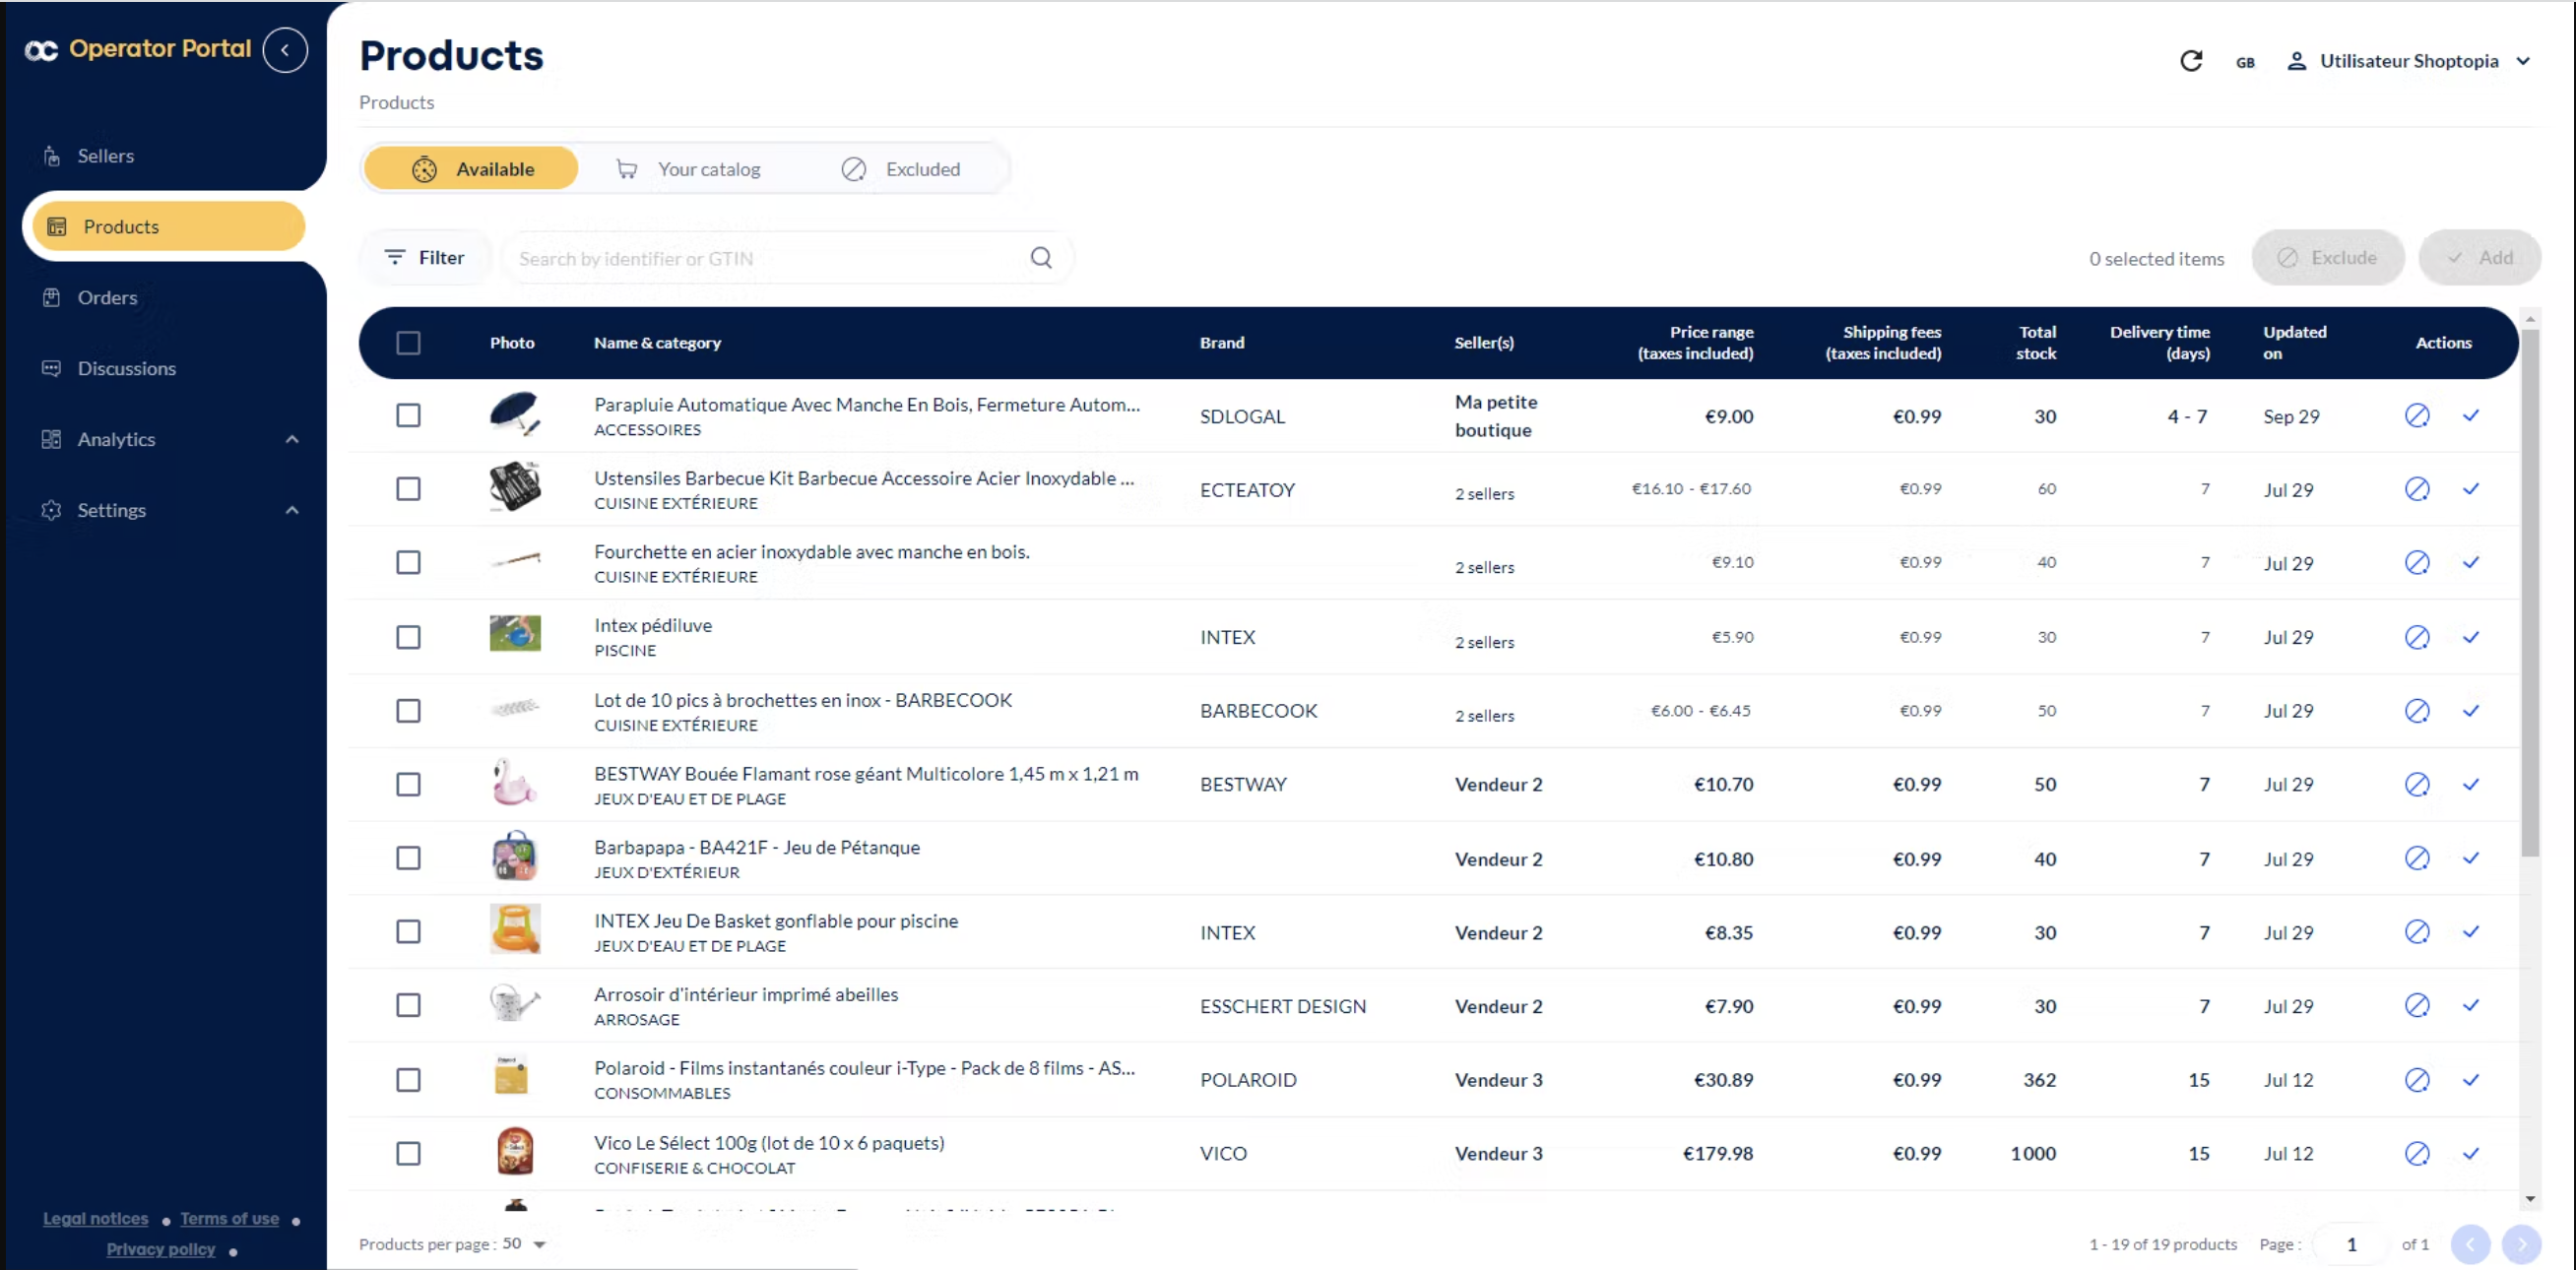 Operator Portal
Products
GB
Utilisateur Shoptopia
Products
Sellers
Products
Orders
Discussions
Analytics
Settings
Available
Your catalog
Excluded
Filter
Search by identifier or GTIN
0 selected items
Exclude
Add
Photo
Name & category
Brand
Seller(s)
Price range
(taxes included)
Shipping fees
(taxes included)
Total
stock
Delivery time
(days)
Updated
on
Actions
Parapluie Automatique Avec Manche En Bois, Fermeture Autom...
ACCESSOIRES
SDLOGAL
Ma petite
boutique
€9.00
€0.99
30
4 - 7
Sep 29
Ustensiles Barbecue Kit Barbecue Accessoire Acier Inoxydable ...
CUISINE EXTÉRIEURE
ECTEATOY
2 sellers
€16.10 - €17.60
€0.99
60
7
Jul 29
Fourchette en acier inoxydable avec manche en bois.
CUISINE EXTÉRIEURE
2 sellers
€9.10
€0.99
40
7
Jul 29
Intex pédiluve
PISCINE
INTEX
2 sellers
€5.90
€0.99
30
7
Jul 29
Lot de 10 pics à brochettes en inox - BARBECOOK
CUISINE EXTÉRIEURE
BARBECOOK
2 sellers
€6.00 - €6.45
€0.99
50
7
Jul 29
BESTWAY Bouée Flamant rose géant Multicolore 1,45 m x 1,21 m
JEUX D'EAU ET DE PLAGE
BESTWAY
Vendeur 2
€10.70
€0.99
50
7
Jul 29
Barbapapa - BA421F - Jeu de Pétanque
JEUX D'EXTÉRIEUR
Vendeur 2
€10.80
€0.99
40
7
Jul 29
INTEX Jeu De Basket gonflable pour piscine
JEUX D'EAU ET DE PLAGE
INTEX
Vendeur 2
€8.35
€0.99
30
7
Jul 29
Arrosoir d'intérieur imprimé abeilles
ARROSAGE
ESSCHERT DESIGN
Vendeur 2
€7.90
€0.99
30
7
Jul 29
Polaroid - Films instantanés couleur i-Type - Pack de 8 films - AS...
CONSOMMABLES
POLAROID
Vendeur 3
€30.89
€0.99
362
15
Jul 12
Vico Le Sélect 100g (lot de 10 x 6 paquets)
CONFISERIE & CHOCOLAT
VICO
Vendeur 3
€179.98
€0.99
1000
15
Jul 12
Legal notices • Terms of use •
Privacy policy •
Products per page : 50
1 - 19 of 19 products
Page : 1 of 1